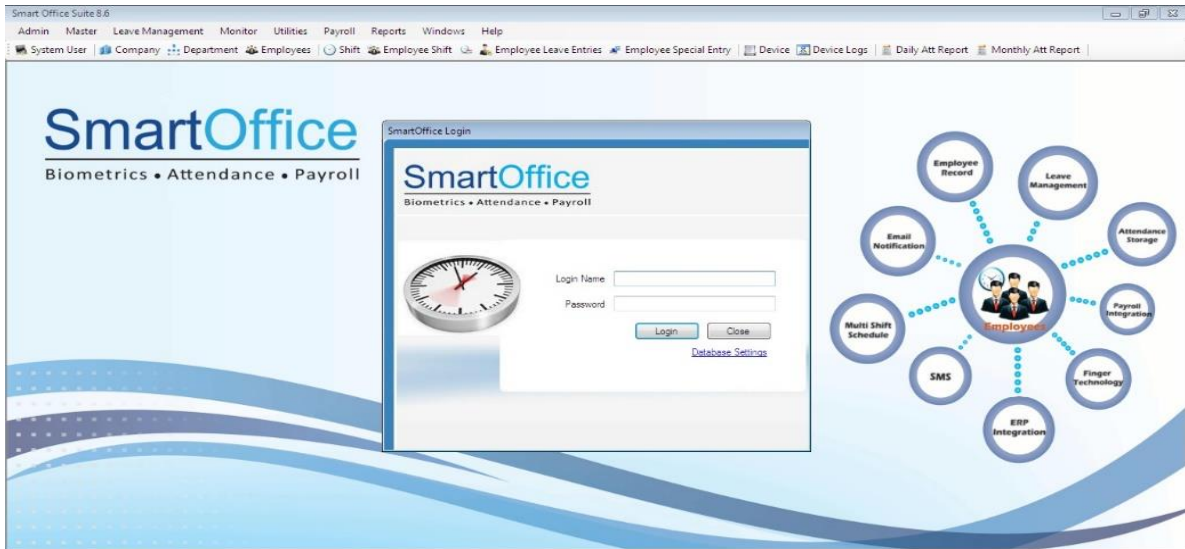 Smart Office Suite 8.6
Admin Master Leave Management Monitor Utilities Payroll Reports Windows Help
System User Company Department Employees Shift Employee Shift Employee Leave Entries Employee Special Entry Device Device Logs Daily Att Report Monthly Att Report
SmartOffice
Biometrics • Attendance • Payroll
SmartOffice Login
SmartOffice
Biometrics • Attendance • Payroll
Login Name
Password
Login Close
Database Settings
Employee
Record
Leave
Management
Email
Notification
Attendance
Storage
Employees
Payroll
Integration
Multi Shift
Schedule
SMS
Finger
Technology
ERP
Integration